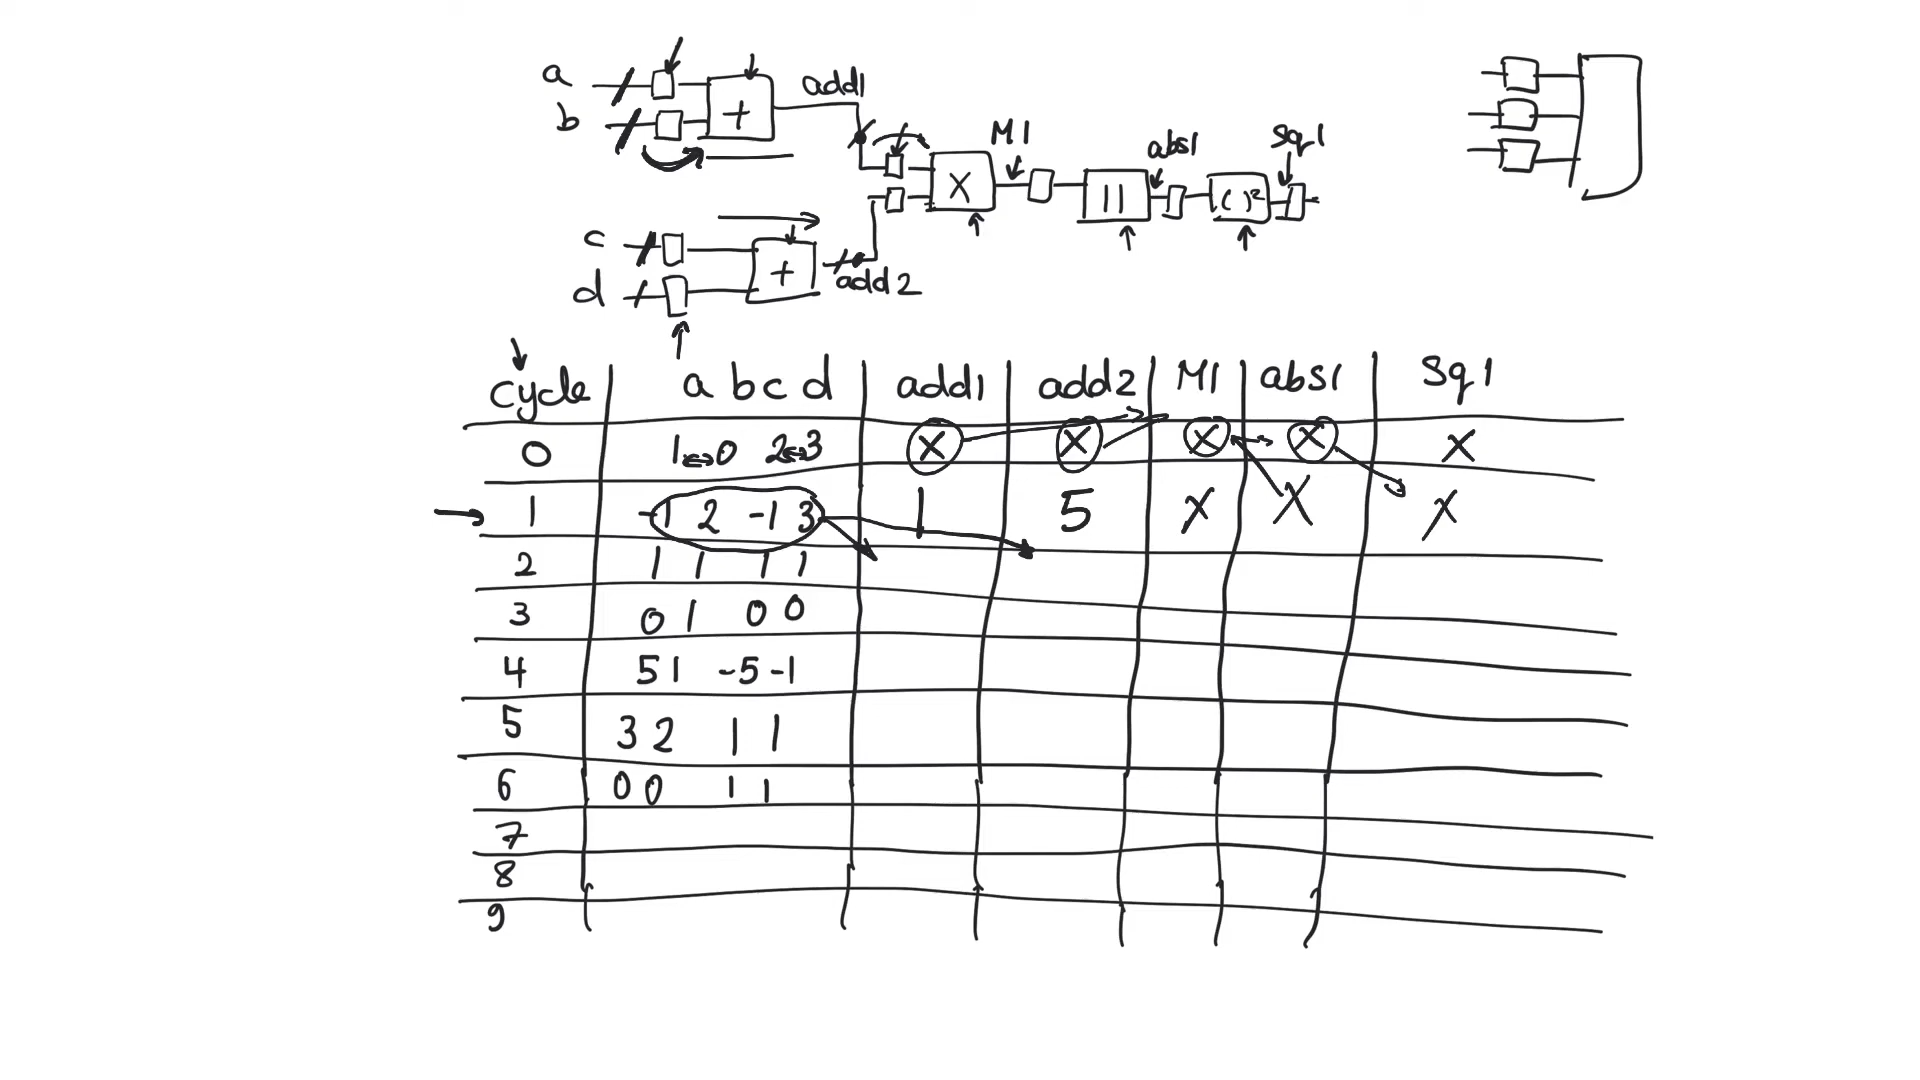 a
b
+
add1
X
M1
||
abs1
( )²
Sq1
c
d
+
add2
cycle a b c d add1 add2 M1 abs1 Sq1
0 1 0 2 3 X X X X X
1 -1 2 -1 3 1 5 X X X
2 1 1 1 1
3 0 1 0 0
4 5 1 -5 -1
5 3 2 1 1
6 0 0 1 1
7
8
9